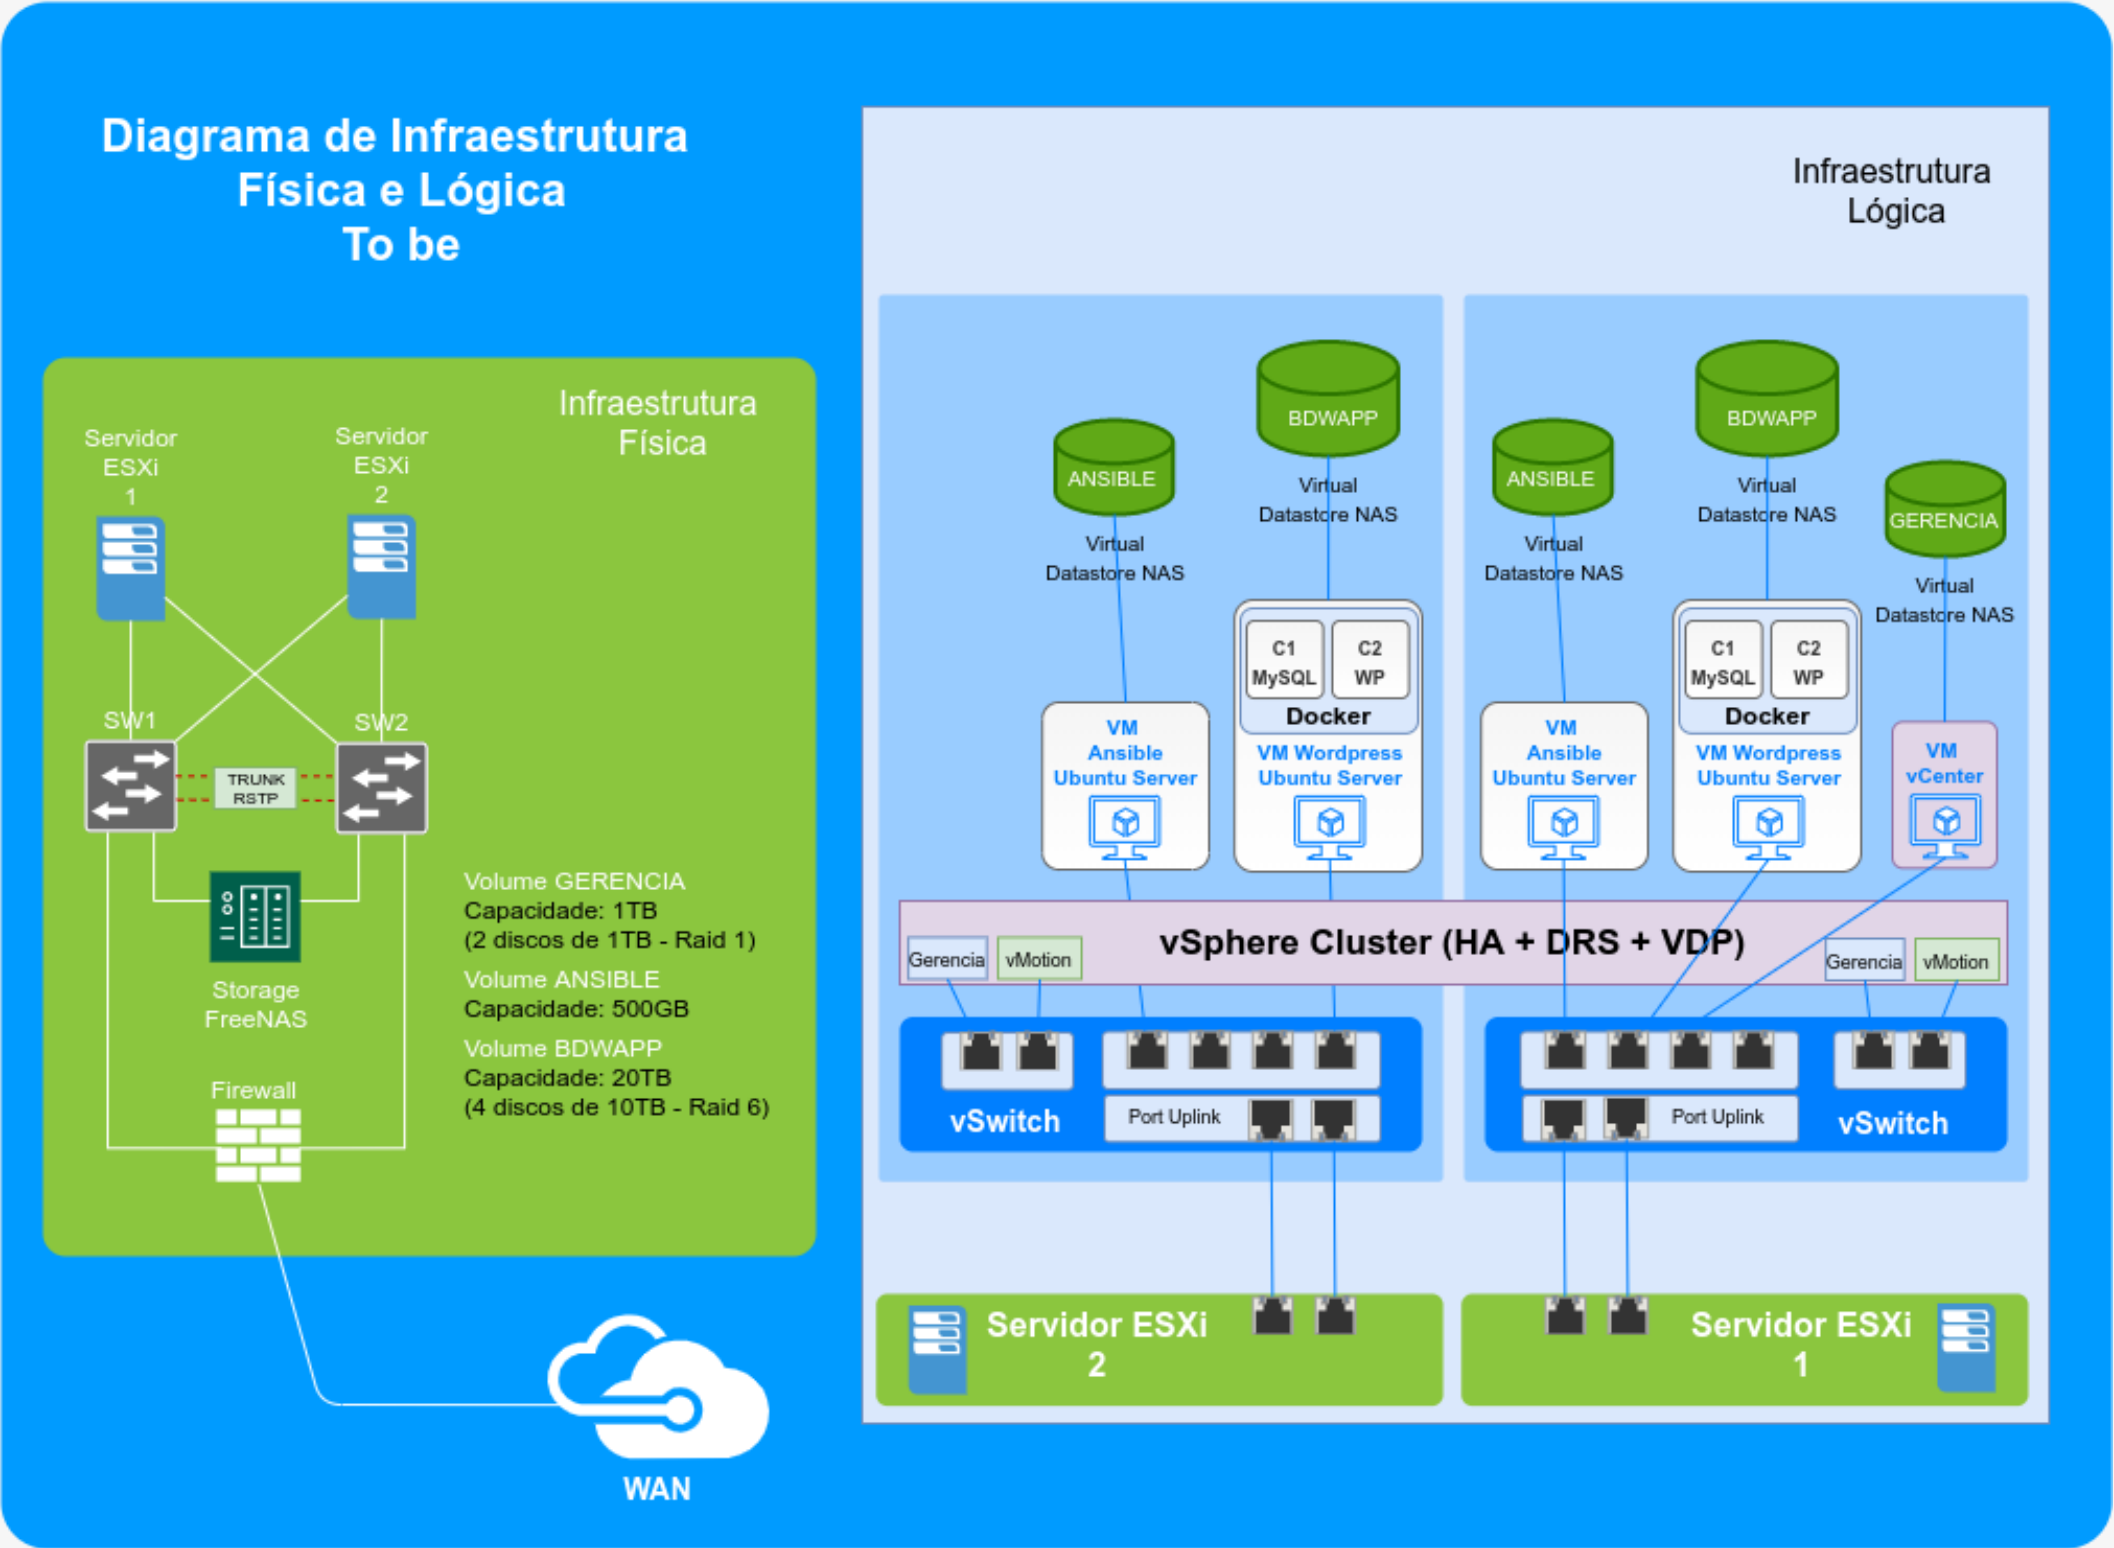 Diagrama de Infraestrutura
Física e Lógica
To be
Infraestrutura
Física
Servidor
ESXi
1
Servidor
ESXi
2
SW1
SW2
TRUNK
RSTP
Storage
FreeNAS
Firewall
Volume GERENCIA
Capacidade: 1TB
(2 discos de 1TB - Raid 1)
Volume ANSIBLE
Capacidade: 500GB
Volume BDWAPP
Capacidade: 20TB
(4 discos de 10TB - Raid 6)
WAN
Infraestrutura
Lógica
ANSIBLE
Virtual
Datastore NAS
BDWAPP
Virtual
Datastore NAS
ANSIBLE
Virtual
Datastore NAS
BDWAPP
Virtual
Datastore NAS
GERENCIA
Virtual
Datastore NAS
VM
Ansible
Ubuntu Server
C1
MySQL
C2
WP
Docker
VM Wordpress
Ubuntu Server
VM
Ansible
Ubuntu Server
C1
MySQL
C2
WP
Docker
VM Wordpress
Ubuntu Server
VM
vCenter
vSphere Cluster (HA + DRS + VDP)
Gerencia
vMotion
Gerencia
vMotion
vSwitch
Port Uplink
Port Uplink
vSwitch
Servidor ESXi
2
Servidor ESXi
1